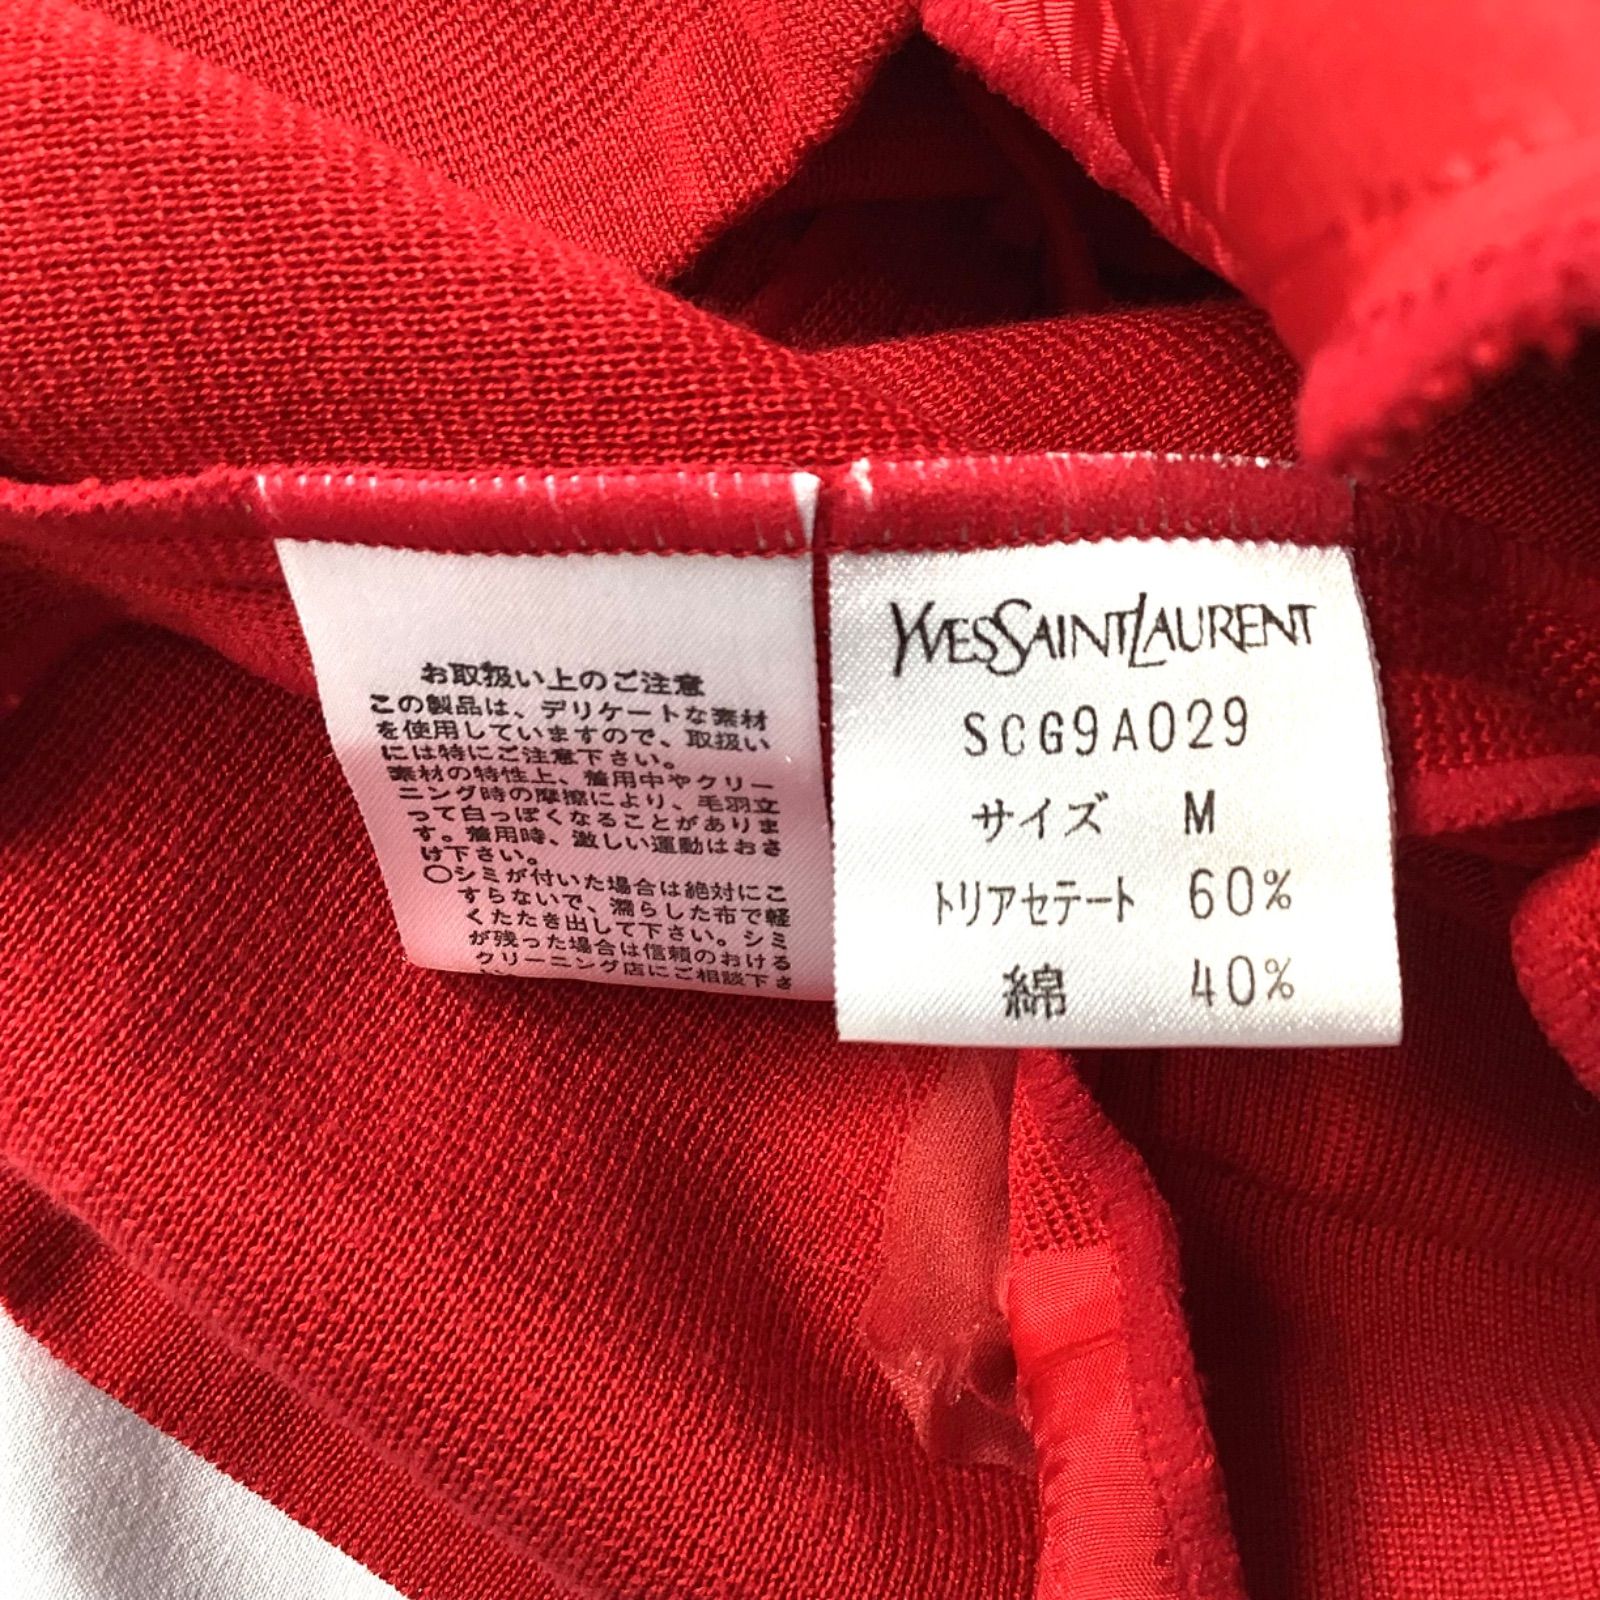 お取扱い上のご注意
この製品は、デリケートな素材
を使用していますので、取扱い
には特にご注意下さい。
素材の特性上、着用中やクリー
ニング時の摩擦により、毛羽立
って白っぽくなることがありま
す。着用時、激しい運動はおさ
け下さい。
○シミが付いた場合は絶対にこ
すらないで、濡らした布で軽
くたたき出して下さい。シミ
が残った場合は信頼のおける
クリーニング店にご相談下さ
YVESSAINTLAURENT
SCG9A029
サイズ M
トリアセテート 60%
綿 40%